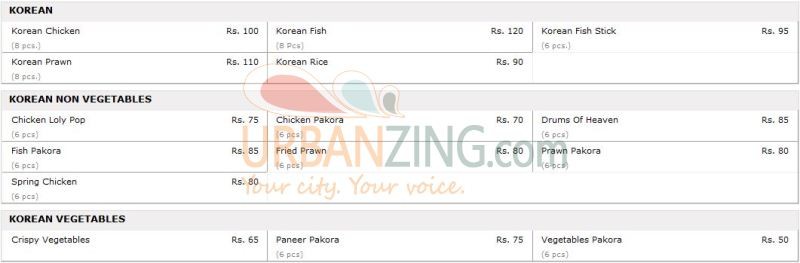 KOREAN
Korean Chicken Rs. 100 Korean Fish Rs. 120 Korean Fish Stick Rs. 95
(8 pcs.) (8 Pcs) (6 pcs.)
Korean Prawn Rs. 110 Korean Rice Rs. 90
(8 pcs.)
KOREAN NON VEGETABLES
Chicken Loly Pop Rs. 75 Chicken Pakora Rs. 70 Drums Of Heaven Rs. 85
(6 pcs) (6 pcs) (6 pcs)
Fish Pakora Rs. 85 Fried Prawn Rs. 80 Prawn Pakora Rs. 80
(6 pcs) (6 pcs) (6 pcs)
URBANZING.com
Spring Chicken Rs. 80
(6 pcs)
Your city. Your voice.
KOREAN VEGETABLES
Crispy Vegetables Rs. 65 Paneer Pakora Rs. 75 Vegetables Pakora Rs. 50
(6 pcs) (6 pcs)